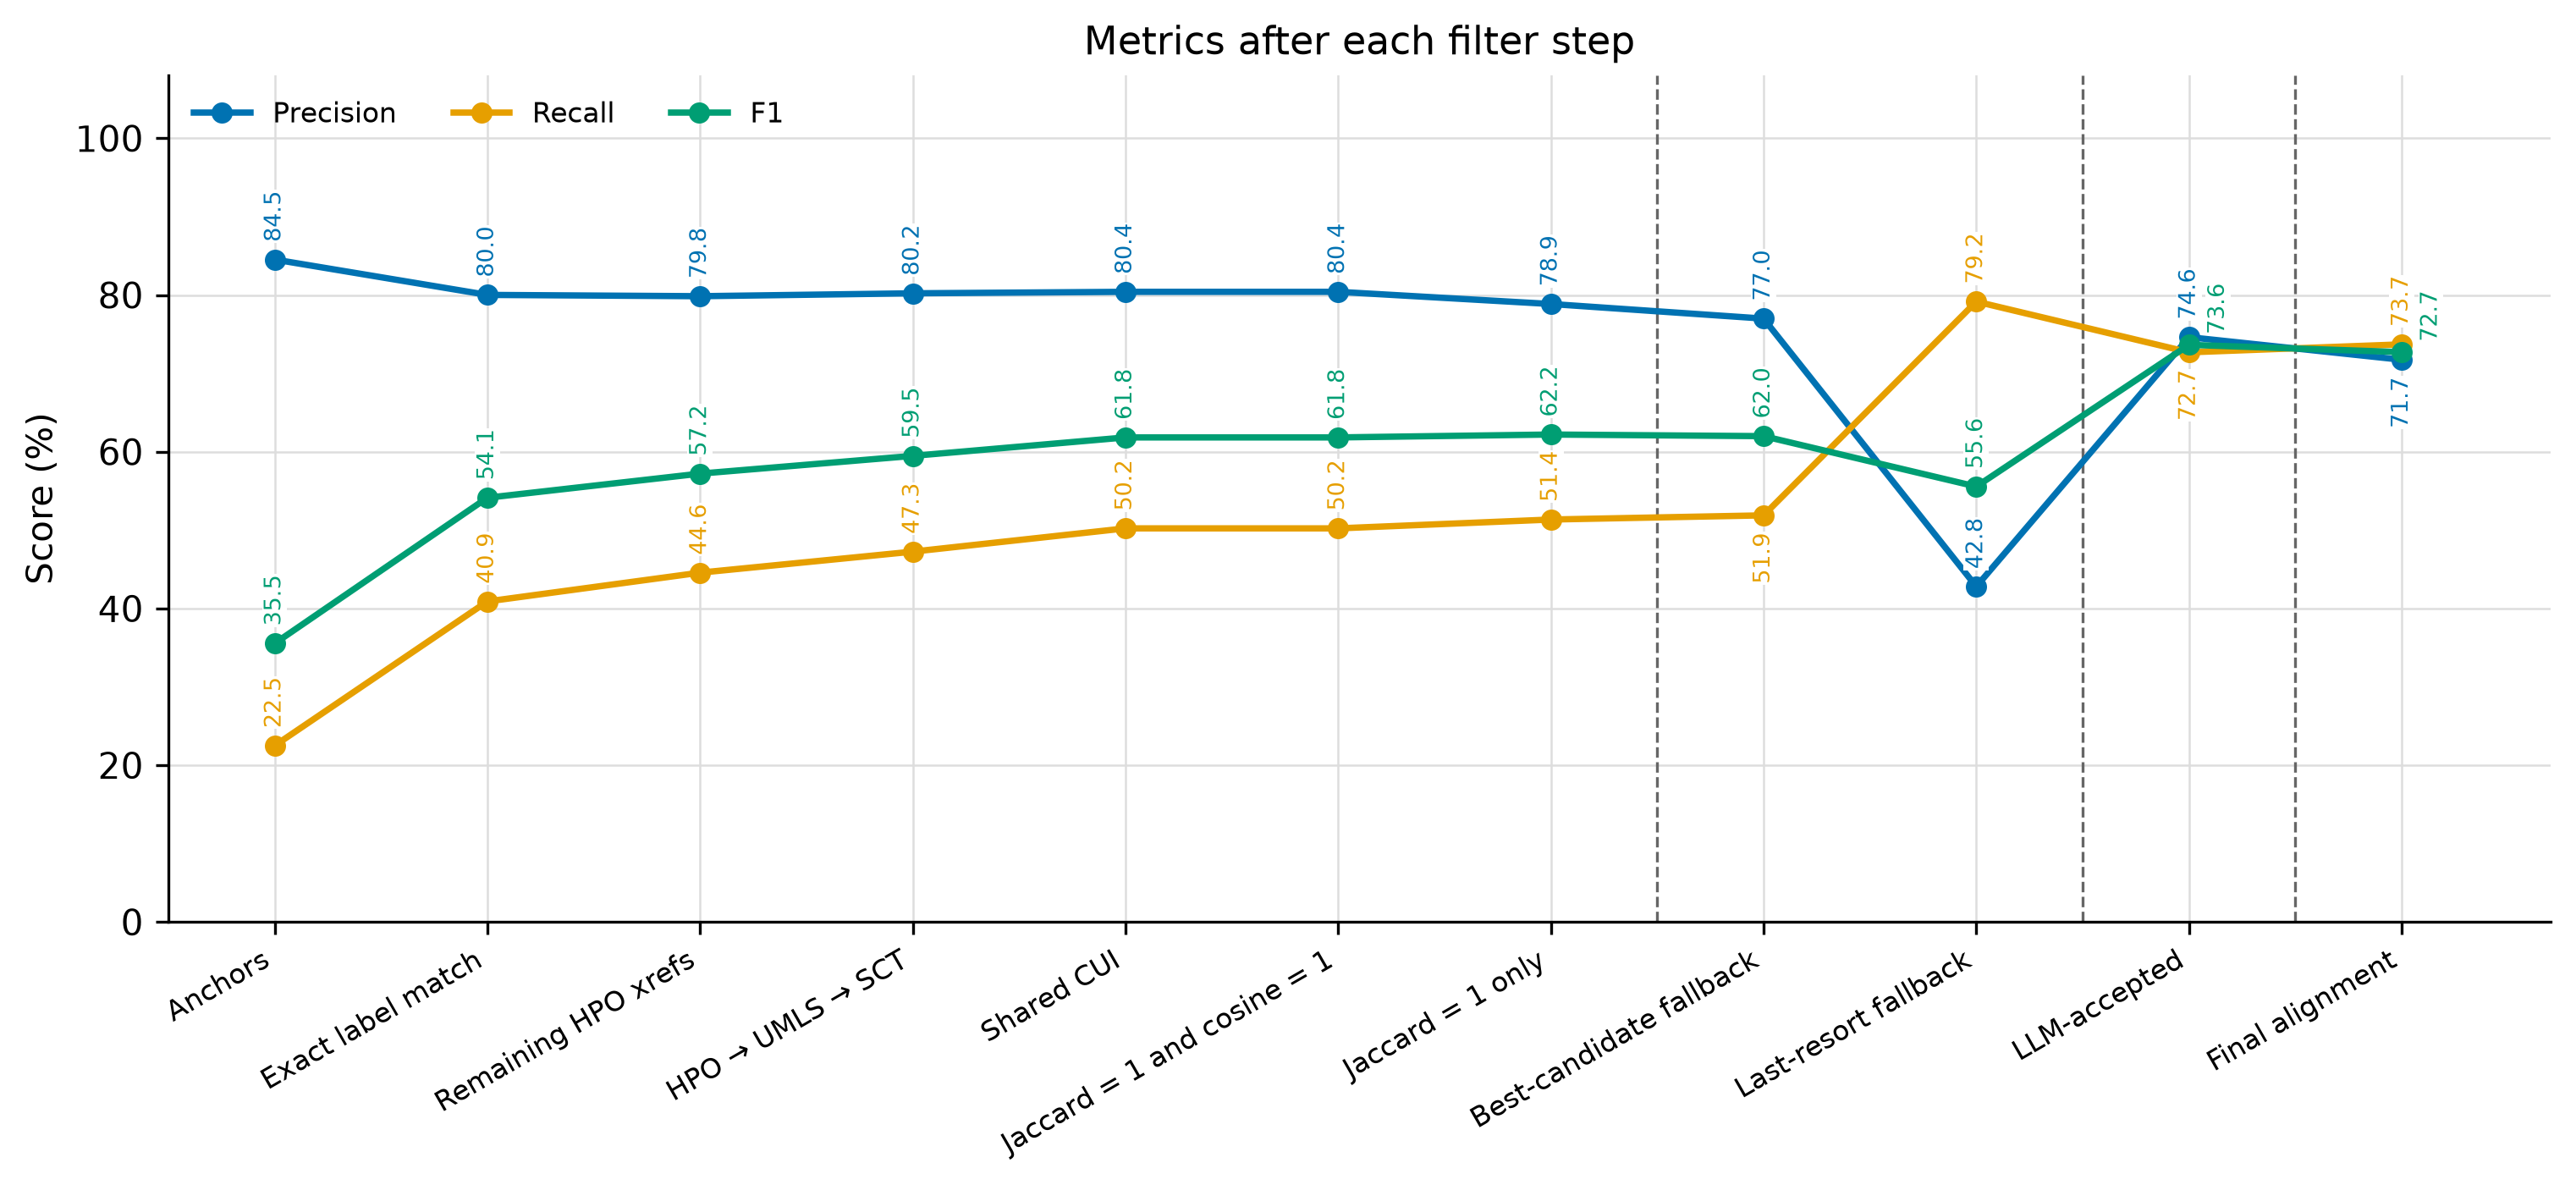 Metrics after each filter step
Precision Recall F1
Score (%)
100
80
60
40
20
0
84.5
80.0
79.8
80.2
80.4
80.4
78.9
77.0
42.8
74.6
71.7
22.5
40.9
44.6
47.3
50.2
50.2
51.4
51.9
79.2
72.7
73.7
35.5
54.1
57.2
59.5
61.8
61.8
62.2
62.0
55.6
73.6
72.7
Anchors
Exact label match
Remaining HPO xrefs
HPO → UMLS → SCT
Shared CUI
Jaccard = 1 and cosine = 1
Jaccard = 1 only
Best-candidate fallback
Last-resort fallback
LLM-accepted
Final alignment